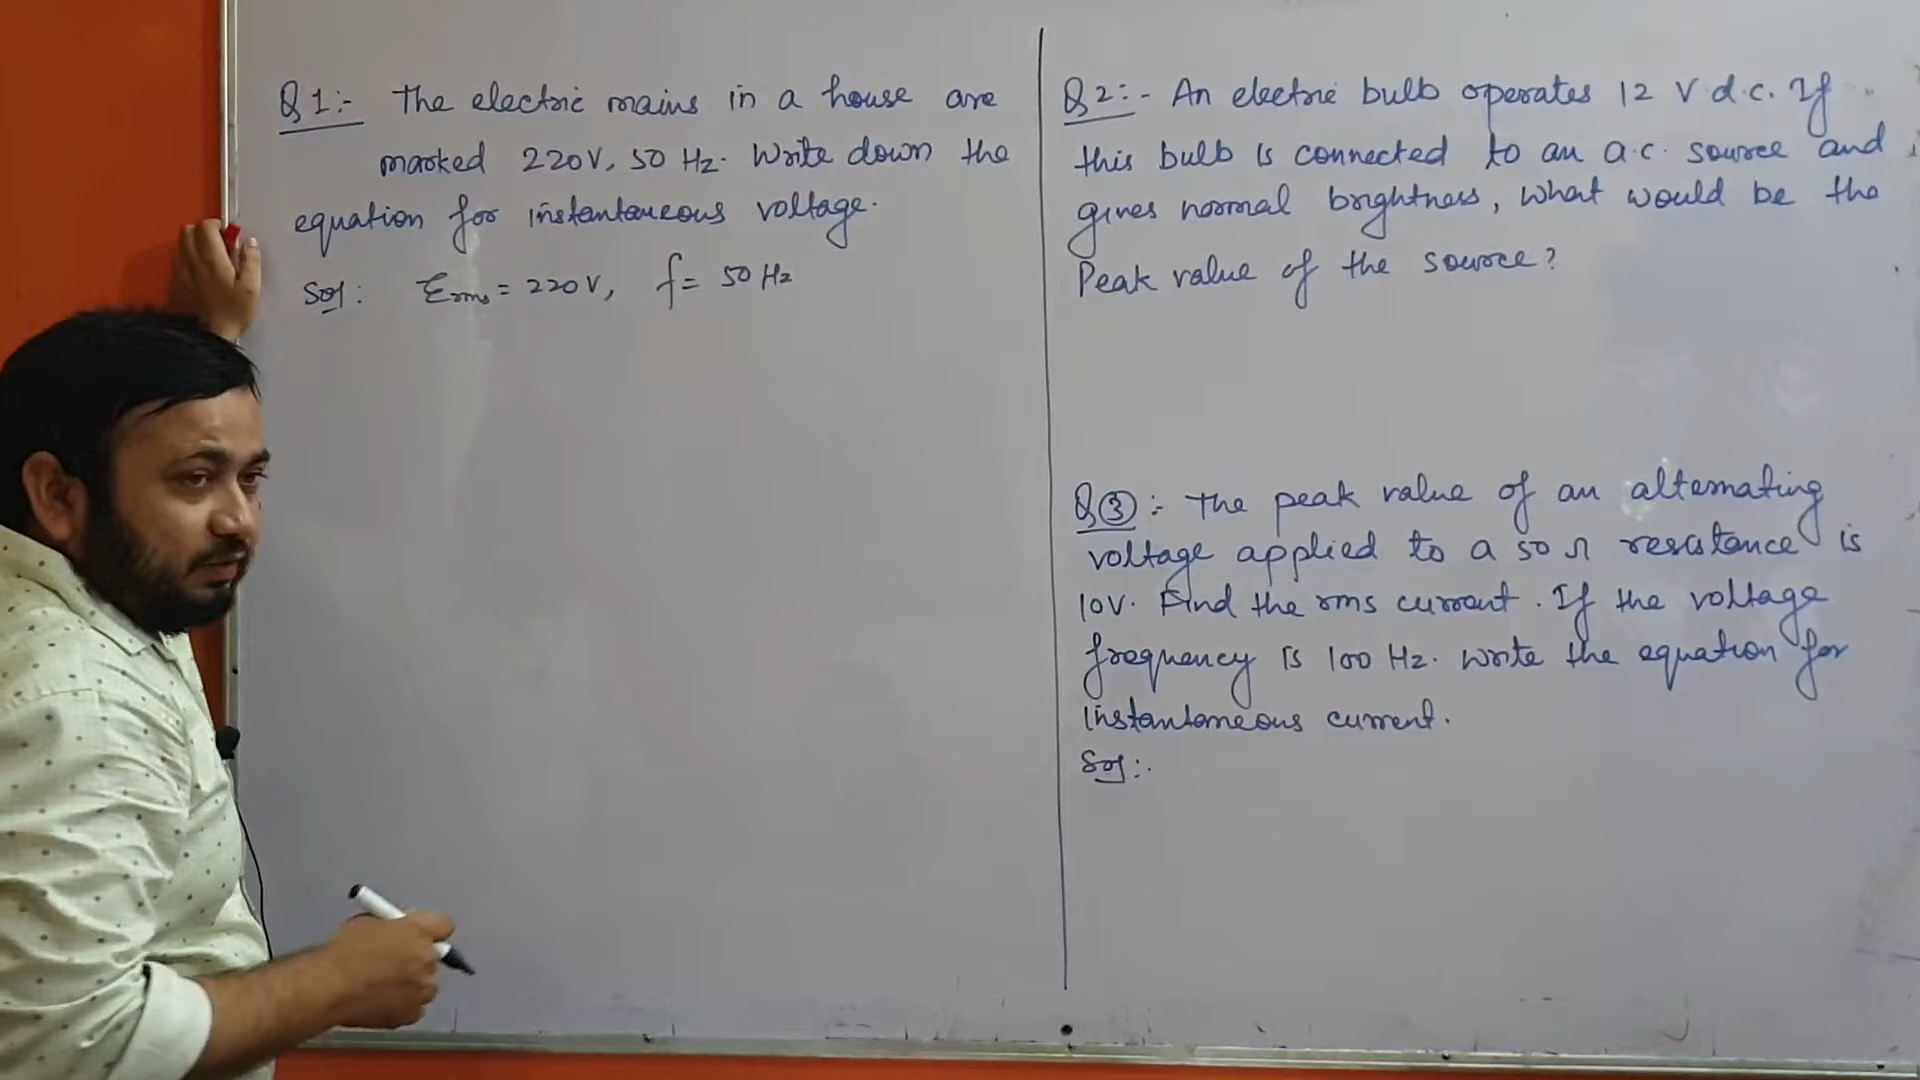 Q1:- The electric mains in a house are
marked 220V, 50 Hz. Write down the
equation for instantaneous voltage.
Sol: Erms = 220V, f = 50 Hz
Q2:- An electric bulb operates 12 V d.c. If
this bulb is connected to an a.c. source and
gives normal brightness, what would be the
Peak value of the source?
Q③:- The peak value of an alternating
voltage applied to a 50 Ω resistance is
10V. Find the rms current. If the voltage
frequency is 100 Hz. Write the equation for
instantaneous current.
Sol:.